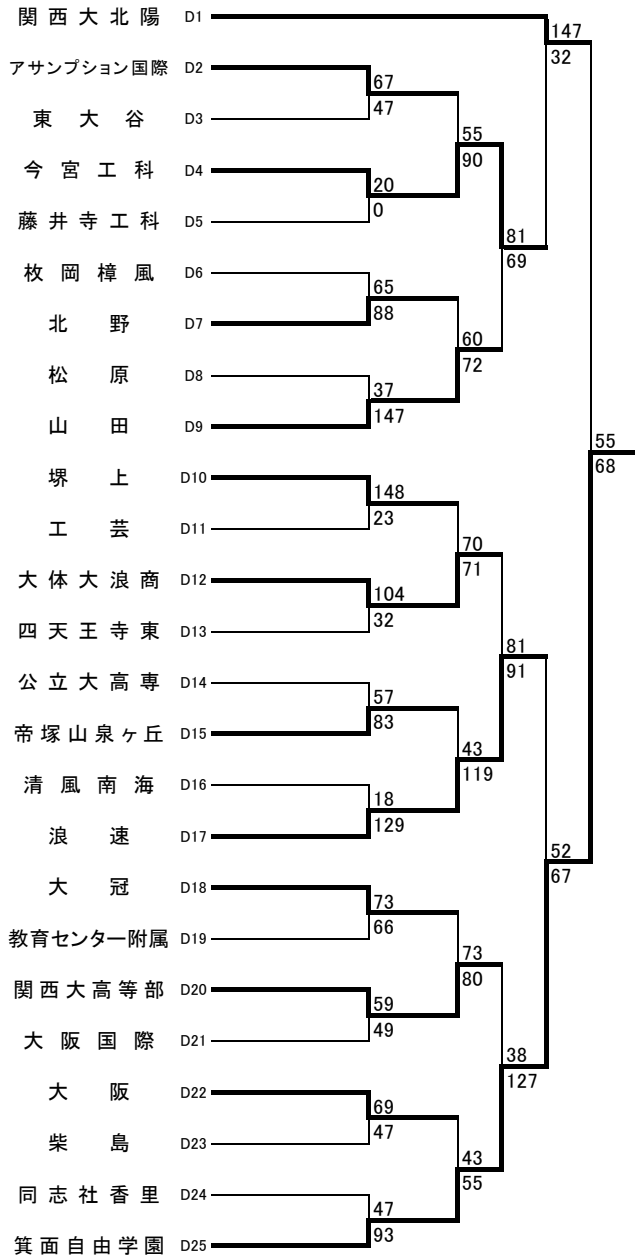 関西大北陽 D1
147
32
アサンプション国際 D2
67
47
東大谷 D3
55
90
今宮工科 D4
20
0
藤井寺工科 D5
81
69
枚岡樟風 D6
65
88
北野 D7
60
72
松原 D8
37
147
山田 D9
55
68
堺上 D10
148
23
工芸 D11
70
71
大体大浪商 D12
104
32
四天王寺東 D13
81
91
公立大高専 D14
57
83
帝塚山泉ヶ丘 D15
43
119
清風南海 D16
18
129
浪速 D17
52
67
大冠 D18
73
66
教育センター附属 D19
73
80
関西大高等部 D20
59
49
大阪国際 D21
38
127
大阪 D22
69
47
柴島 D23
43
55
同志社香里 D24
47
93
箕面自由学園 D25